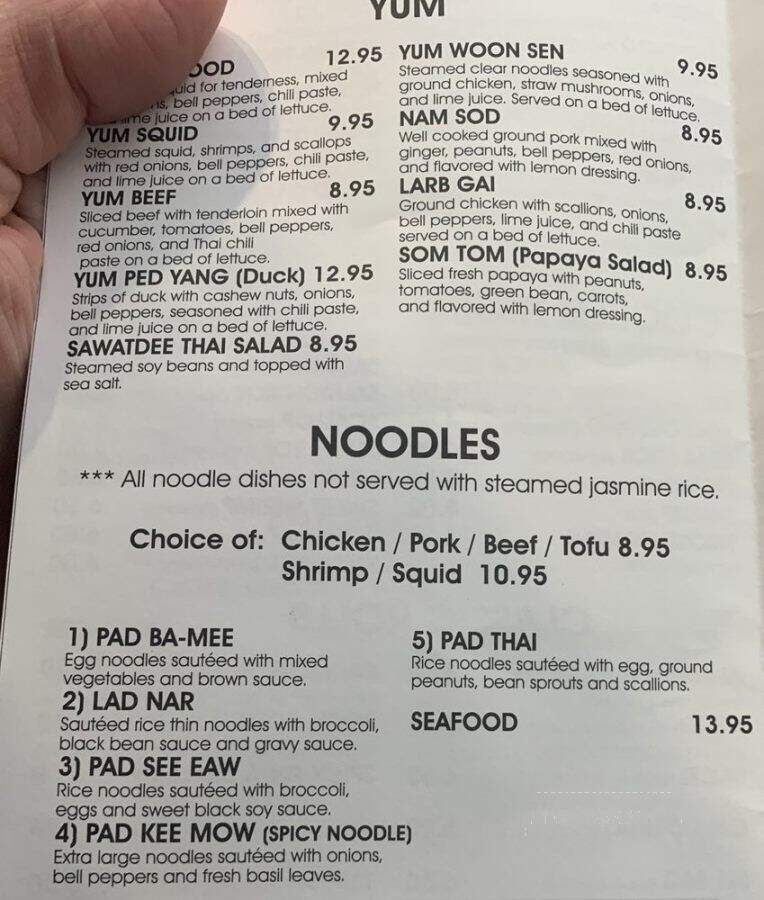 YUM
OOD 12.95
uid for tenderness, mixed
ns, bell peppers, chili paste,
me juice on a bed of lettuce.
YUM SQUID 9.95
Steamed squid, shrimps, and scallops
with red onions, bell peppers, chili paste,
and lime juice on a bed of lettuce.
YUM BEEF 8.95
Sliced beef with tenderloin mixed with
cucumber, tomatoes, bell peppers,
red onions, and Thai chili
paste on a bed of lettuce.
YUM PED YANG (Duck) 12.95
Strips of duck with cashew nuts, onions,
bell peppers, seasoned with chili paste,
and lime juice on a bed of lettuce.
SAWATDEE THAI SALAD 8.95
Steamed soy beans and topped with
sea salt.
YUM WOON SEN 9.95
Steamed clear noodles seasoned with
ground chicken, straw mushrooms, onions,
and lime juice. Served on a bed of lettuce.
NAM SOD 8.95
Well cooked ground pork mixed with
ginger, peanuts, bell peppers, red onions,
and flavored with lemon dressing.
LARB GAI 8.95
Ground chicken with scallions, onions,
bell peppers, lime juice, and chili paste
served on a bed of lettuce.
SOM TOM (Papaya Salad) 8.95
Sliced fresh papaya with peanuts,
tomatoes, green bean, carrots,
and flavored with lemon dressing.
NOODLES
*** All noodle dishes not served with steamed jasmine rice.
Choice of: Chicken / Pork / Beef / Tofu 8.95
Shrimp / Squid 10.95
1) PAD BA-MEE
Egg noodles sautéed with mixed
vegetables and brown sauce.
2) LAD NAR
Sautéed rice thin noodles with broccoli,
black bean sauce and gravy sauce.
3) PAD SEE EAW
Rice noodles sautéed with broccoli,
eggs and sweet black soy sauce.
4) PAD KEE MOW (SPICY NOODLE)
Extra large noodles sautéed with onions,
bell peppers and fresh basil leaves.
5) PAD THAI
Rice noodles sautéed with egg, ground
peanuts, bean sprouts and scallions.
SEAFOOD 13.95